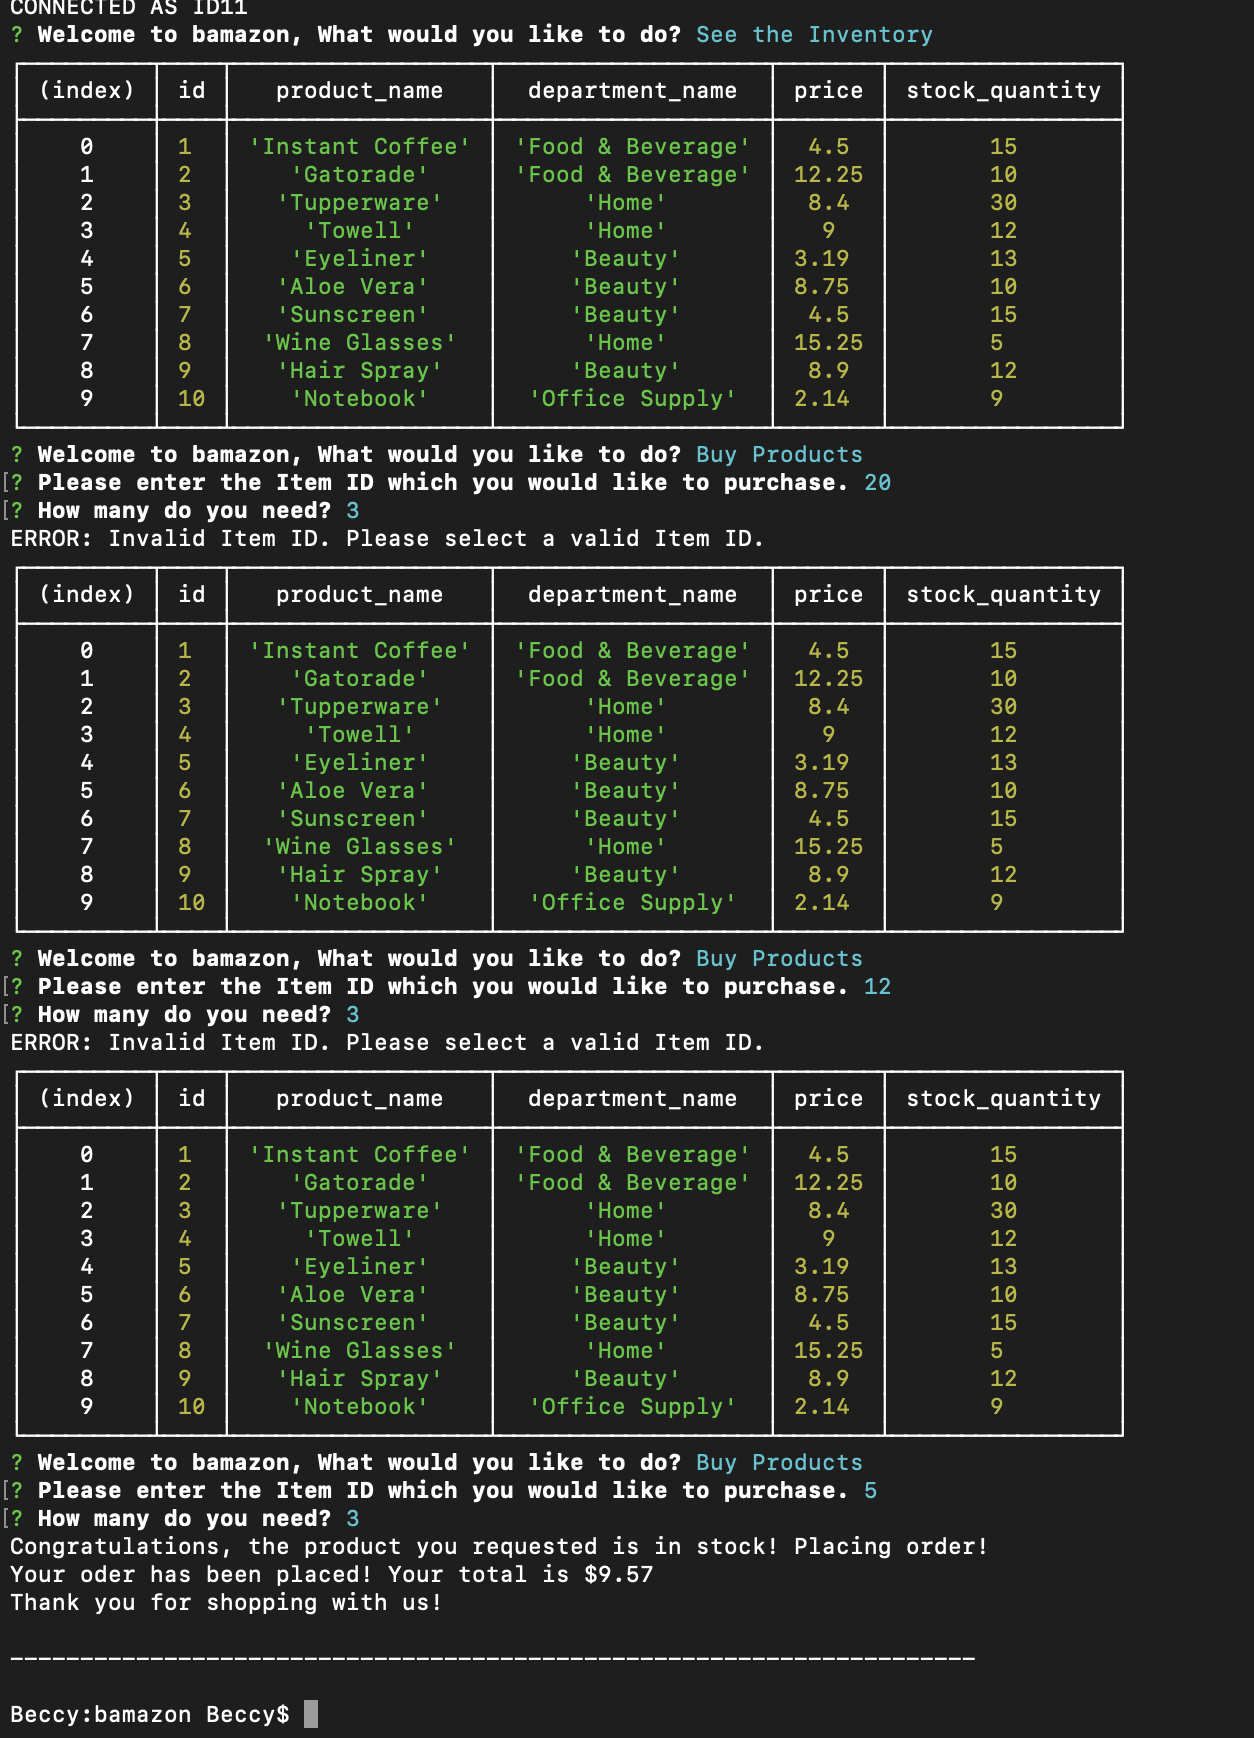 CONNECTED AS ID11
? Welcome to bamazon, What would you like to do? See the Inventory
(index) id product_name department_name price stock_quantity
0 1 'Instant Coffee' 'Food & Beverage' 4.5 15
1 2 'Gatorade' 'Food & Beverage' 12.25 10
2 3 'Tupperware' 'Home' 8.4 30
3 4 'Towell' 'Home' 9 12
4 5 'Eyeliner' 'Beauty' 3.19 13
5 6 'Aloe Vera' 'Beauty' 8.75 10
6 7 'Sunscreen' 'Beauty' 4.5 15
7 8 'Wine Glasses' 'Home' 15.25 5
8 9 'Hair Spray' 'Beauty' 8.9 12
9 10 'Notebook' 'Office Supply' 2.14 9
? Welcome to bamazon, What would you like to do? Buy Products
[? Please enter the Item ID which you would like to purchase. 20
[? How many do you need? 3
ERROR: Invalid Item ID. Please select a valid Item ID.
(index) id product_name department_name price stock_quantity
0 1 'Instant Coffee' 'Food & Beverage' 4.5 15
1 2 'Gatorade' 'Food & Beverage' 12.25 10
2 3 'Tupperware' 'Home' 8.4 30
3 4 'Towell' 'Home' 9 12
4 5 'Eyeliner' 'Beauty' 3.19 13
5 6 'Aloe Vera' 'Beauty' 8.75 10
6 7 'Sunscreen' 'Beauty' 4.5 15
7 8 'Wine Glasses' 'Home' 15.25 5
8 9 'Hair Spray' 'Beauty' 8.9 12
9 10 'Notebook' 'Office Supply' 2.14 9
? Welcome to bamazon, What would you like to do? Buy Products
[? Please enter the Item ID which you would like to purchase. 12
[? How many do you need? 3
ERROR: Invalid Item ID. Please select a valid Item ID.
(index) id product_name department_name price stock_quantity
0 1 'Instant Coffee' 'Food & Beverage' 4.5 15
1 2 'Gatorade' 'Food & Beverage' 12.25 10
2 3 'Tupperware' 'Home' 8.4 30
3 4 'Towell' 'Home' 9 12
4 5 'Eyeliner' 'Beauty' 3.19 13
5 6 'Aloe Vera' 'Beauty' 8.75 10
6 7 'Sunscreen' 'Beauty' 4.5 15
7 8 'Wine Glasses' 'Home' 15.25 5
8 9 'Hair Spray' 'Beauty' 8.9 12
9 10 'Notebook' 'Office Supply' 2.14 9
? Welcome to bamazon, What would you like to do? Buy Products
[? Please enter the Item ID which you would like to purchase. 5
[? How many do you need? 3
Congratulations, the product you requested is in stock! Placing order!
Your oder has been placed! Your total is $9.57
Thank you for shopping with us!
---------------------------------------------------------------------
Beccy:bamazon Beccy$